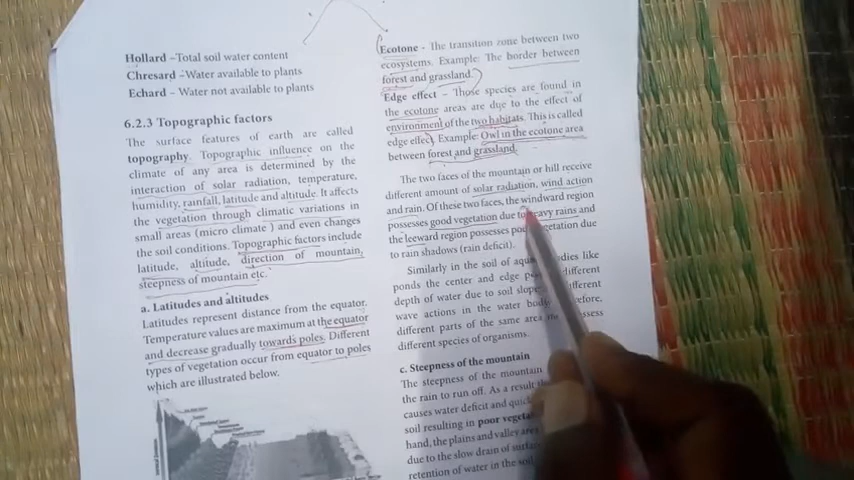 Hollard –Total soil water content
Chresard –Water available to plants
Echard – Water not available to plants
6.2.3 Topographic factors
The surface features of earth are called
topography. Topographic influence on the
climate of any area is determined by the
interaction of solar radiation, temperature,
humidity, rainfall, latitude and altitude. It affects
the vegetation through climatic variations in
small areas (micro climate ) and even changes
the soil conditions. Topographic factors include
latitude, altitude, direction of mountain,
steepness of mountain etc.
a. Latitudes and altitudes
Latitudes represent distance from the equator.
Temperature values are maximum at the equator
and decrease gradually towards poles. Different
types of vegetation occur from equator to poles
which are illustrated below.
Ecotone - The transition zone between two
ecosystems. Example: The border between
forest and grassland.
Edge effect – Those species are found in
the ecotone areas are due to the effect of
environment of the two habitats. This is called
edge effect. Example: Owl in the ecotone area
between forest and grassland.
The two faces of the mountain or hill receive
different amount of solar radiation, wind action
and rain. Of these two faces, the windward region
possesses good vegetation due to heavy rains and
the leeward region possesses vegetation due
to rain shadows (rain deficit).
Similarly in the soil of bodies like
ponds the center and edge different
depth of water due to soil slope different
wave actions in the water
different parts of the same area
different species of organisms.
c. Steepness of the mountain
The steepness of the mountain
the rain to run off. As a result
causes water deficit and
soil resulting in poor
hand, the plains and valley
due to the slow drain of
retention of water in the